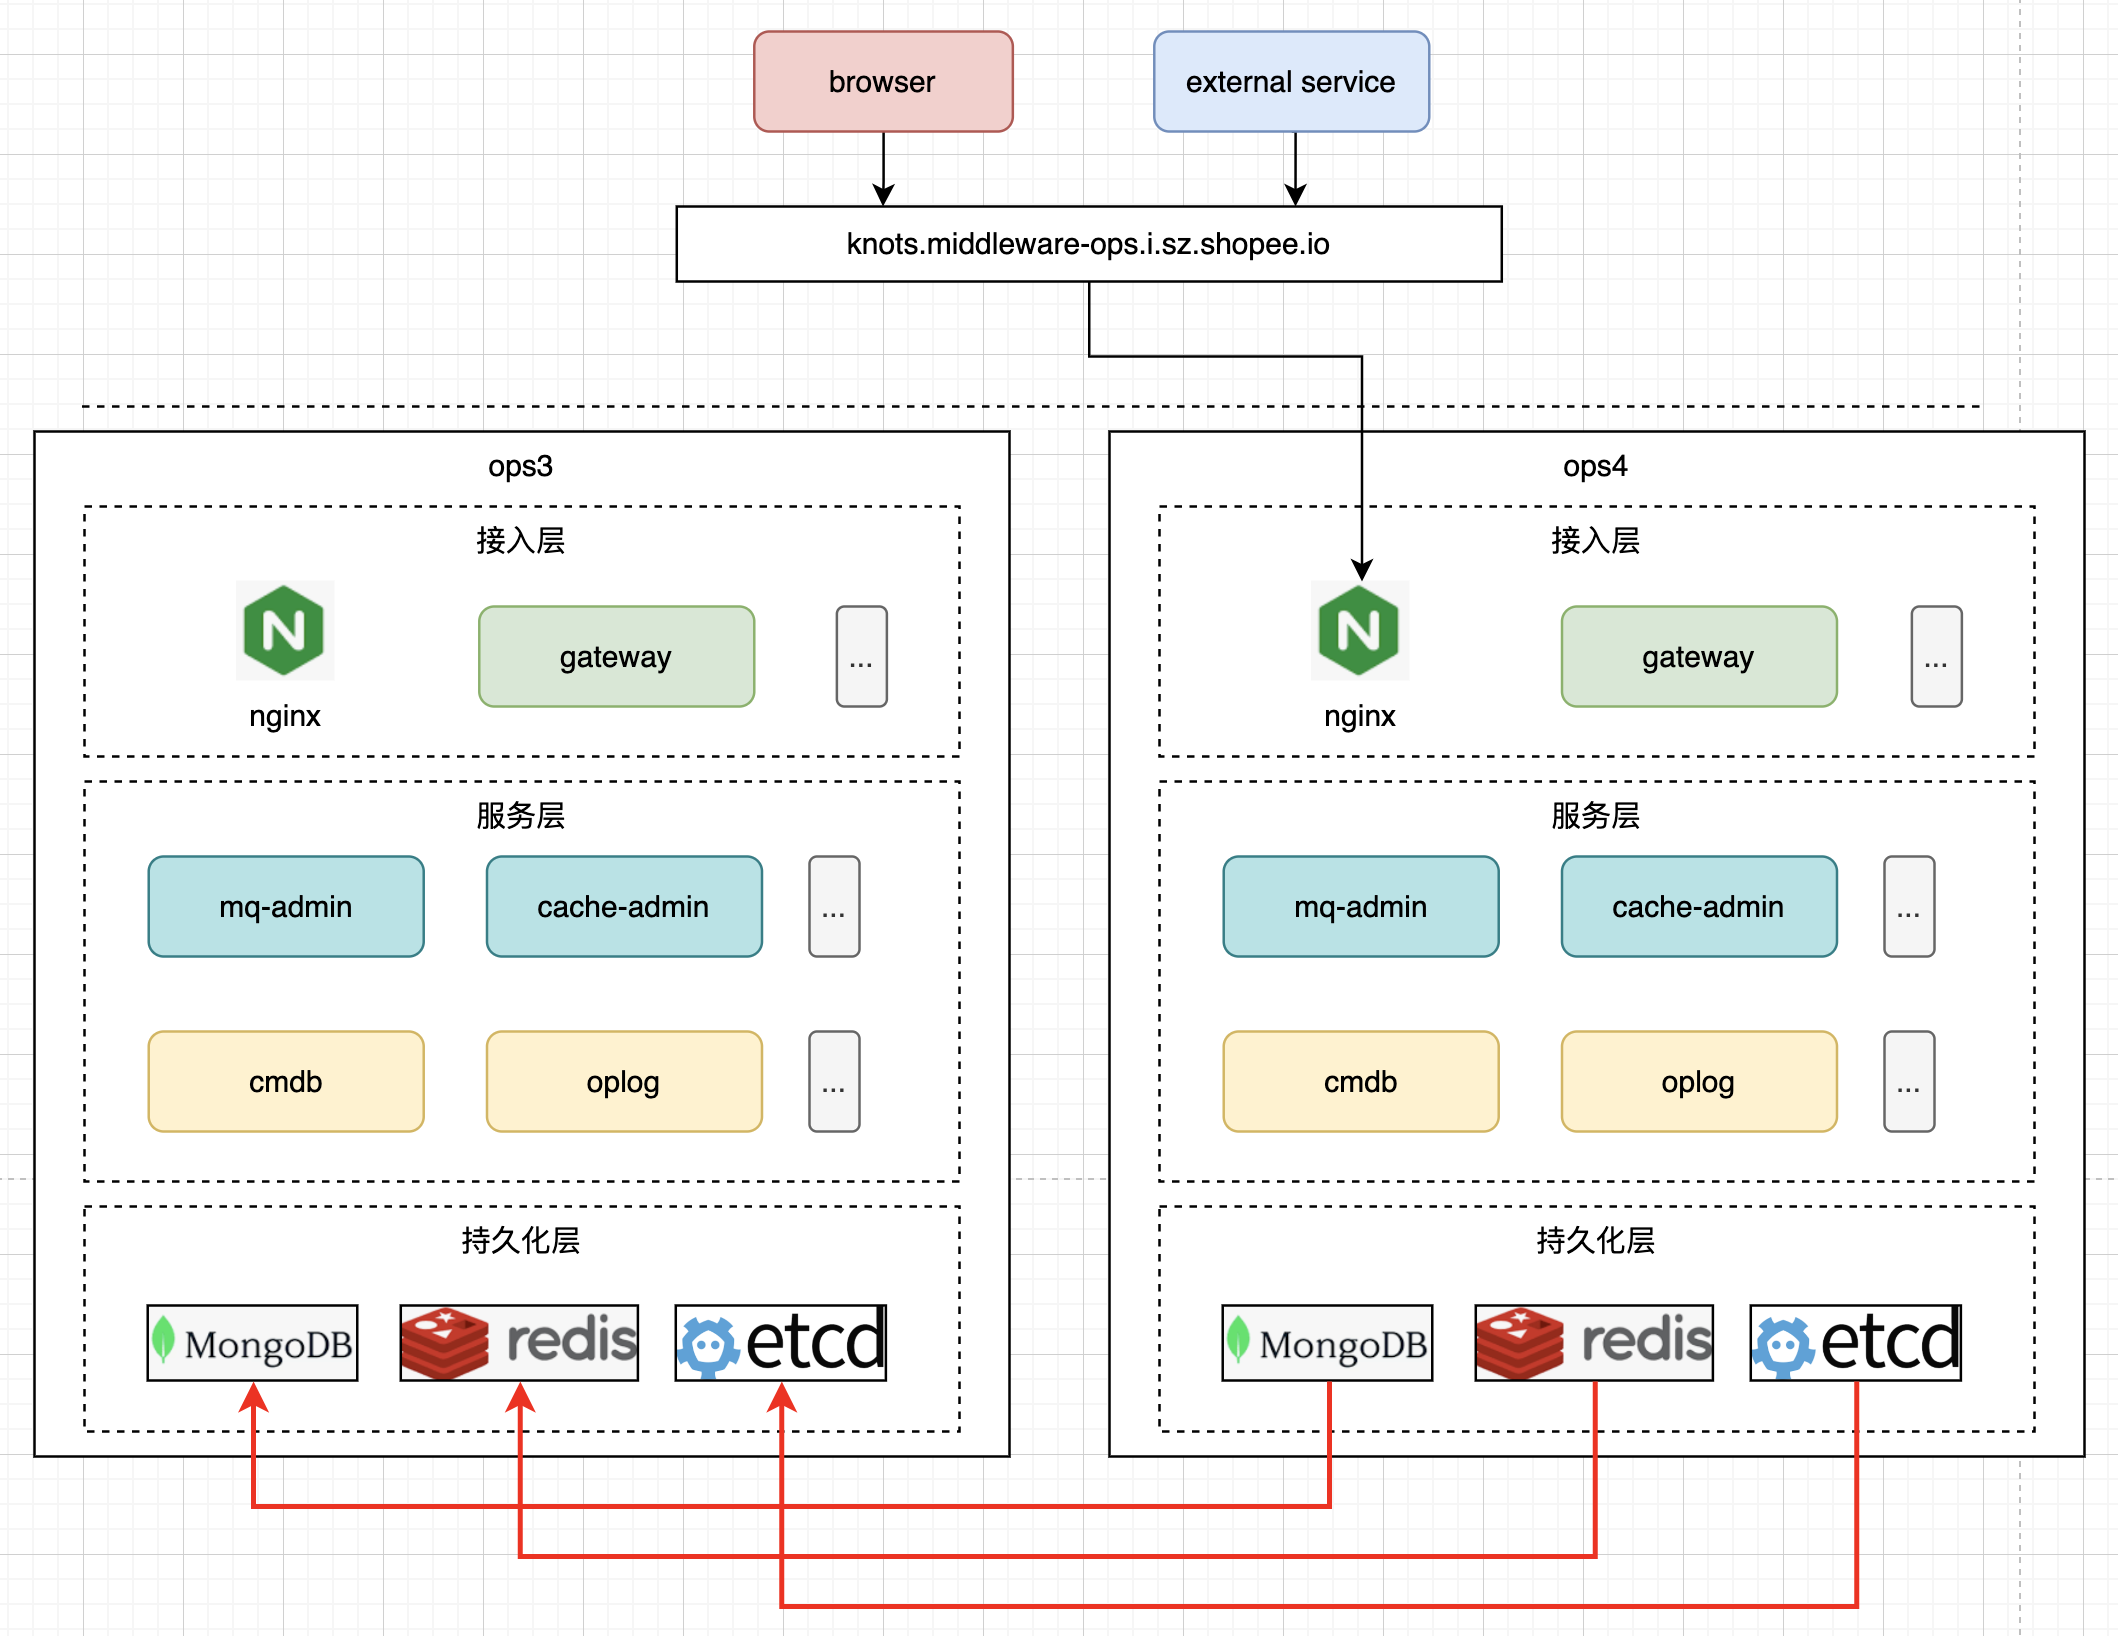 browser
external service
knots.middleware-ops.i.sz.shopee.io
ops3
接入层
nginx
gateway
...
服务层
mq-admin
cache-admin
...
cmdb
oplog
...
持久化层
MongoDB
redis
etcd
ops4
接入层
nginx
gateway
...
服务层
mq-admin
cache-admin
...
cmdb
oplog
...
持久化层
MongoDB
redis
etcd